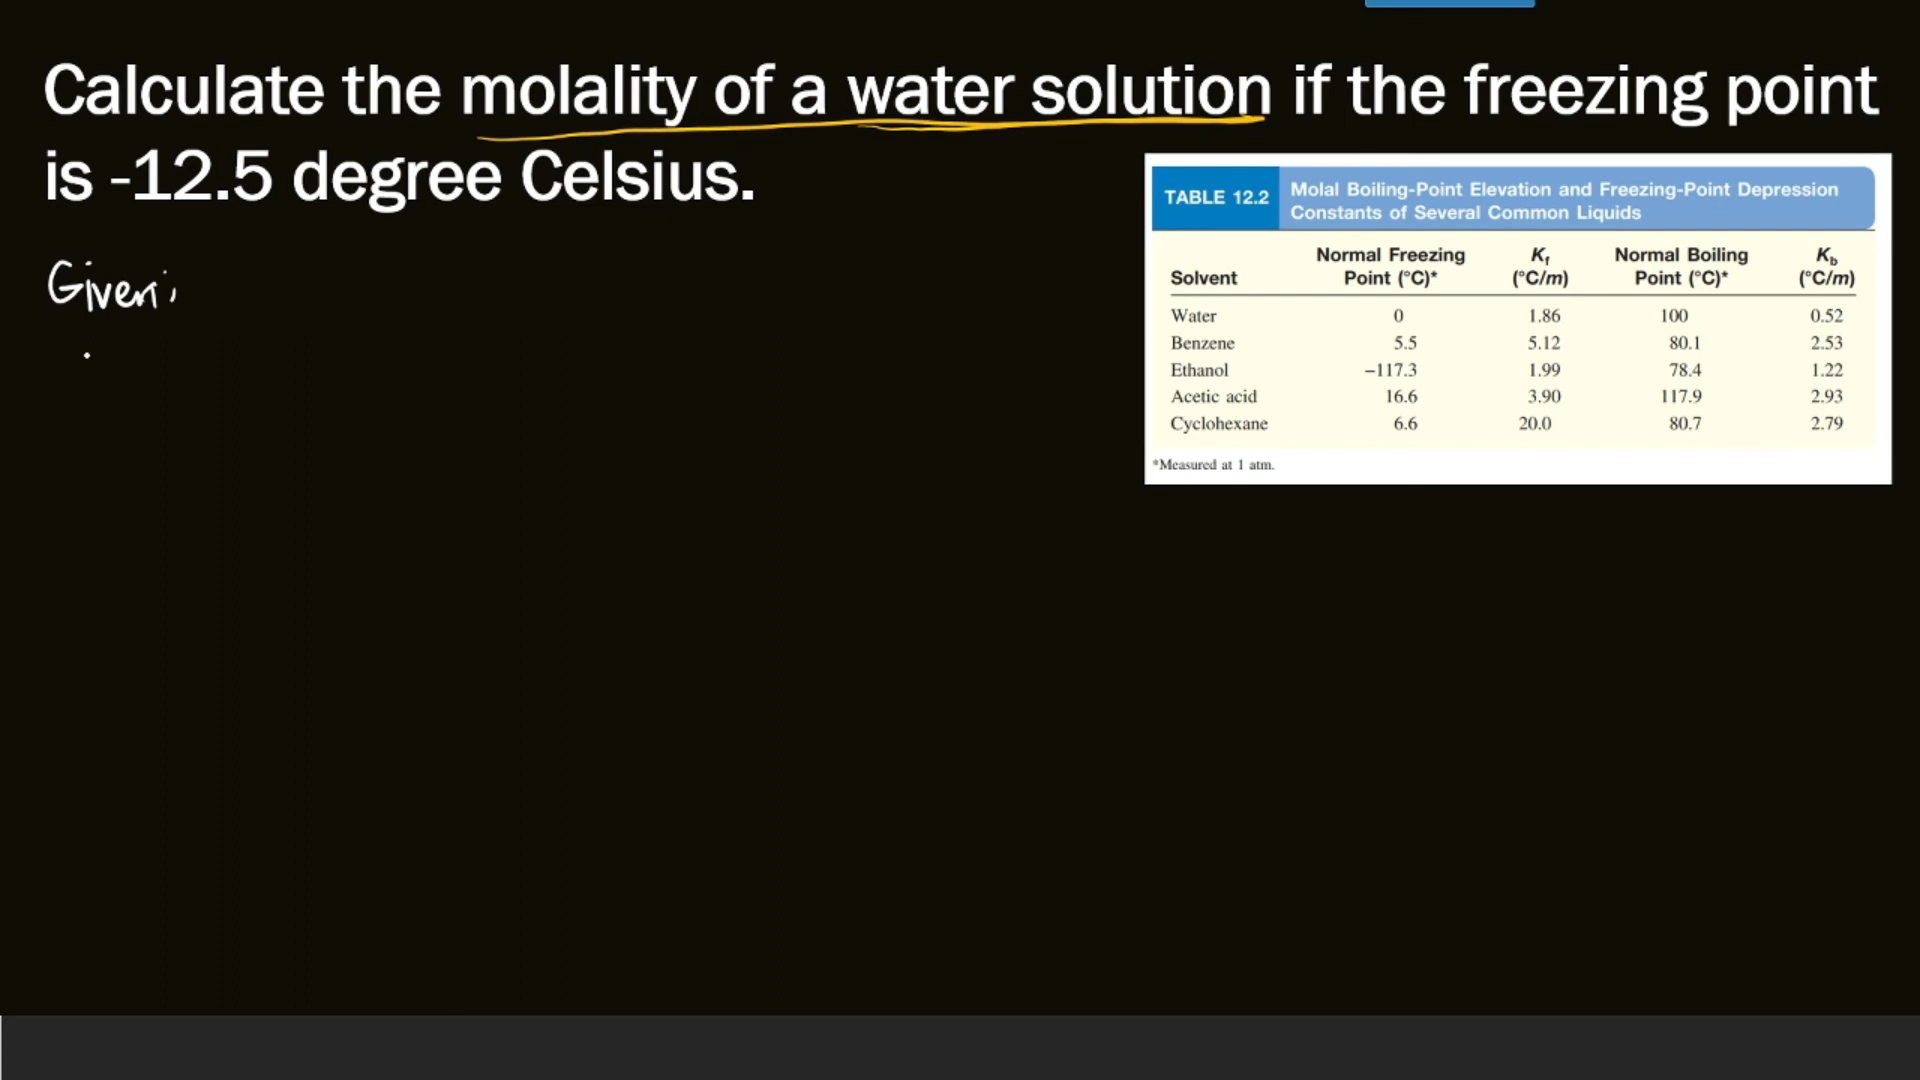 Calculate the molality of a water solution if the freezing point
is -12.5 degree Celsius.
Given:
TABLE 12.2 Molal Boiling-Point Elevation and Freezing-Point Depression
Constants of Several Common Liquids
Normal Freezing Kf Normal Boiling Kb
Solvent Point (°C)* (°C/m) Point (°C)* (°C/m)
Water 0 1.86 100 0.52
Benzene 5.5 5.12 80.1 2.53
Ethanol −117.3 1.99 78.4 1.22
Acetic acid 16.6 3.90 117.9 2.93
Cyclohexane 6.6 20.0 80.7 2.79
*Measured at 1 atm.